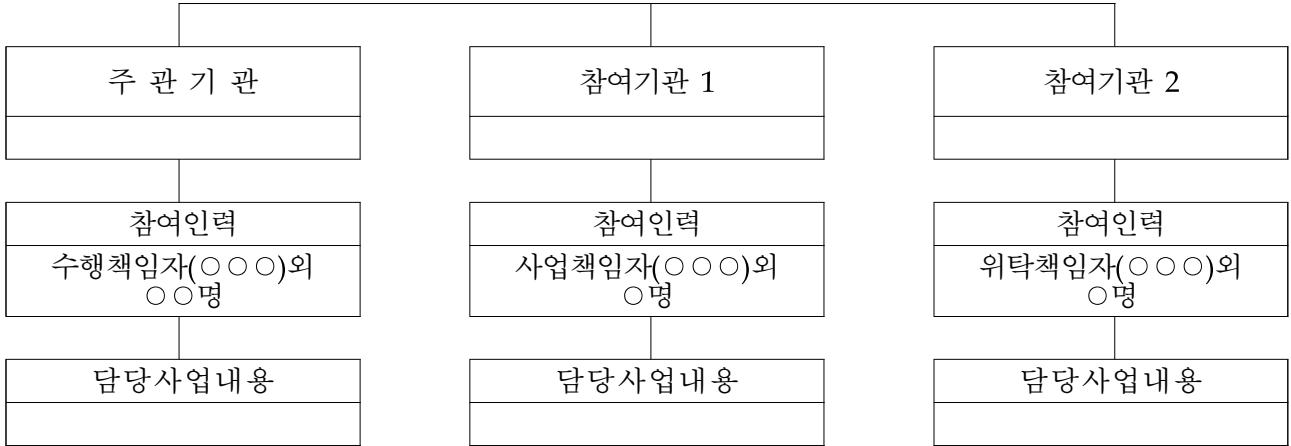 주 관 기 관
참여기관 1
참여기관 2
참여인력
참여인력
참여인력
수행책임자(○○○)외
○○명
사업책임자(○○○)외
○명
위탁책임자(○○○)외
○명
담당사업내용
담당사업내용
담당사업내용